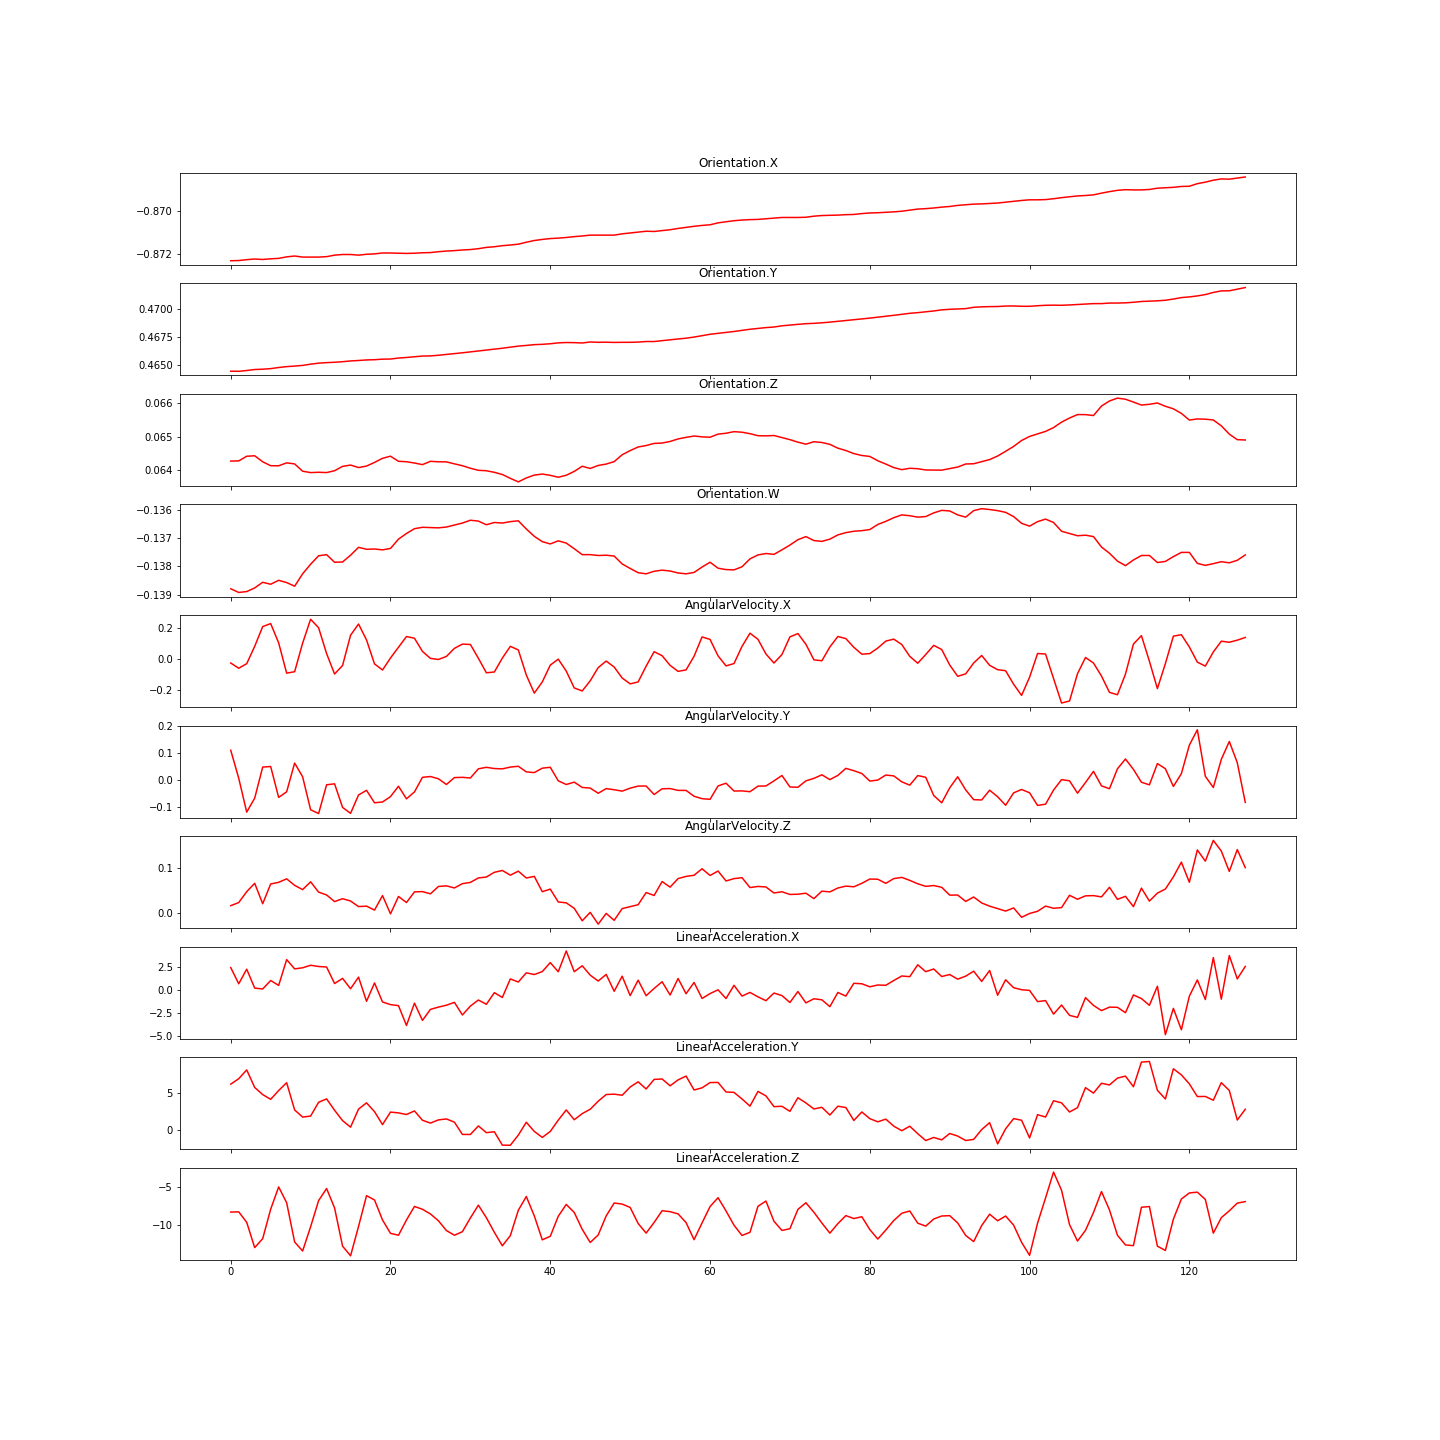 Orientation.X
−0.870
−0.872
Orientation.Y
0.4700
0.4675
0.4650
Orientation.Z
0.066
0.065
0.064
Orientation.W
−0.136
−0.137
−0.138
−0.139
AngularVelocity.X
0.2
0.0
−0.2
AngularVelocity.Y
0.2
0.1
0.0
−0.1
AngularVelocity.Z
0.1
0.0
LinearAcceleration.X
2.5
0.0
−2.5
−5.0
LinearAcceleration.Y
5
0
LinearAcceleration.Z
−5
−10
0 20 40 60 80 100 120